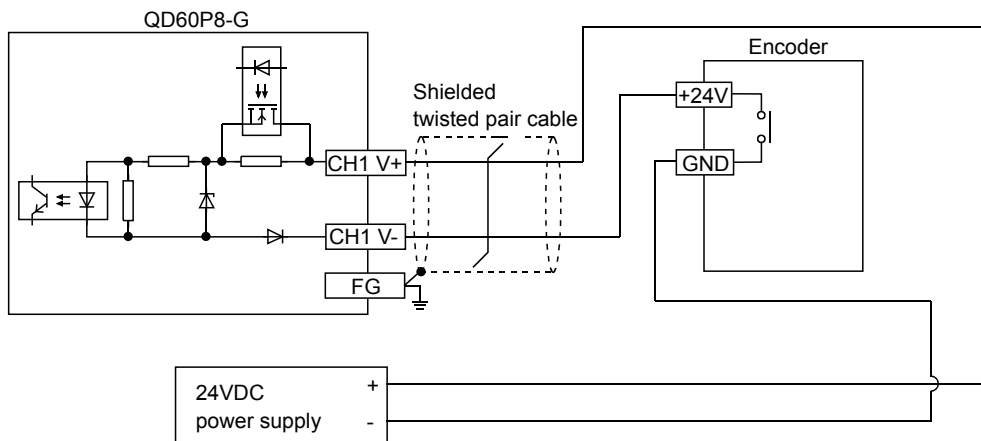 QD60P8-G
Encoder
Shielded
twisted pair cable
+24V
CH1 V+
GND
CH1 V-
FG
24VDC
power supply
+
-